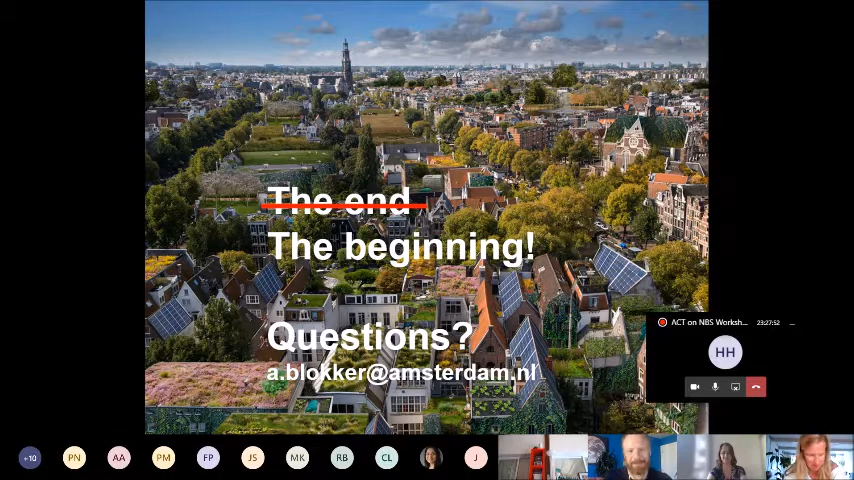 The end
The beginning!
Questions?
a.blokker@amsterdam.nl
ACT on NBS Worksh...
23:27:52
HH
+10
PN
AA
PM
FP
JS
MK
RB
CL
J